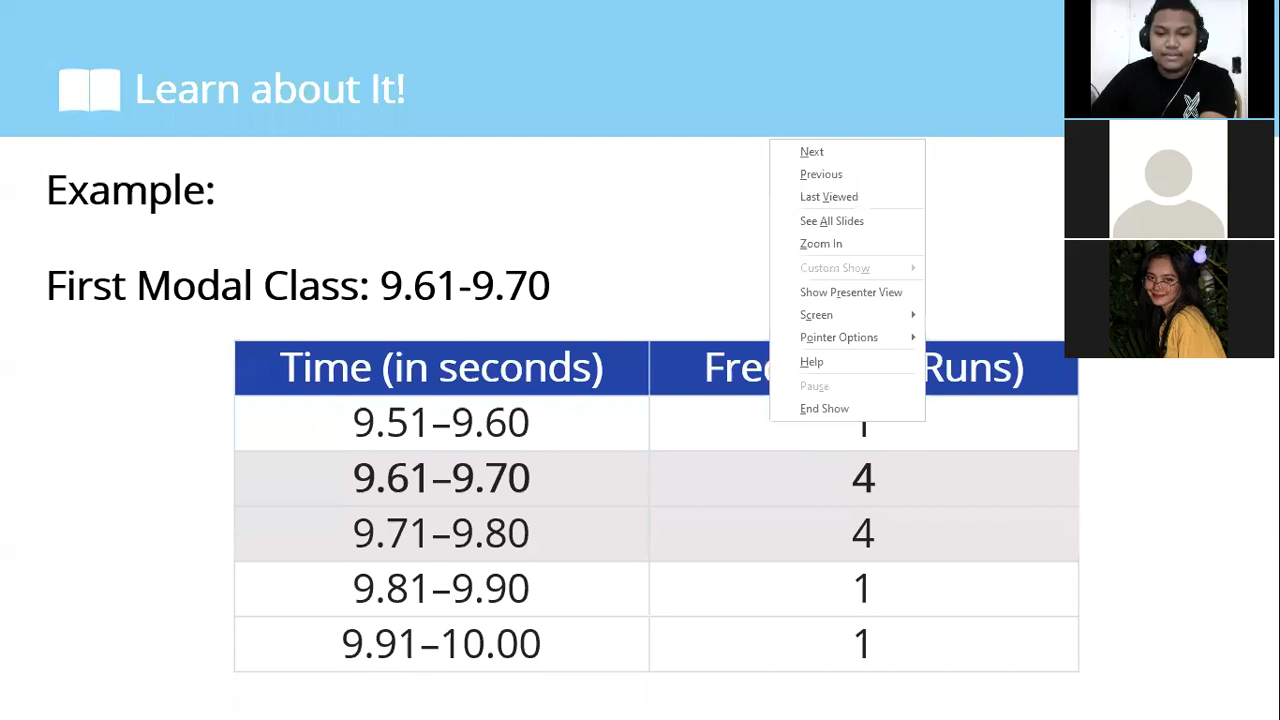 Learn about It!
Example:
First Modal Class: 9.61-9.70
Next
Previous
Last Viewed
See All Slides
Zoom In
Custom Show
Show Presenter View
Screen
Pointer Options
Help
Pause
End Show
Time (in seconds) Runs)
9.51–9.60 1
9.61–9.70 4
9.71–9.80 4
9.81–9.90 1
9.91–10.00 1